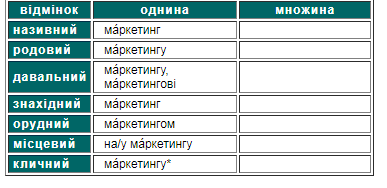 відмінок однина множина
називний ма́ркетинг
родовий ма́ркетингу
давальний ма́ркетингу,
ма́ркетингові
знахідний ма́ркетинг
орудний ма́ркетингом
місцевий на/у ма́ркетингу
кличний ма́ркетингу*